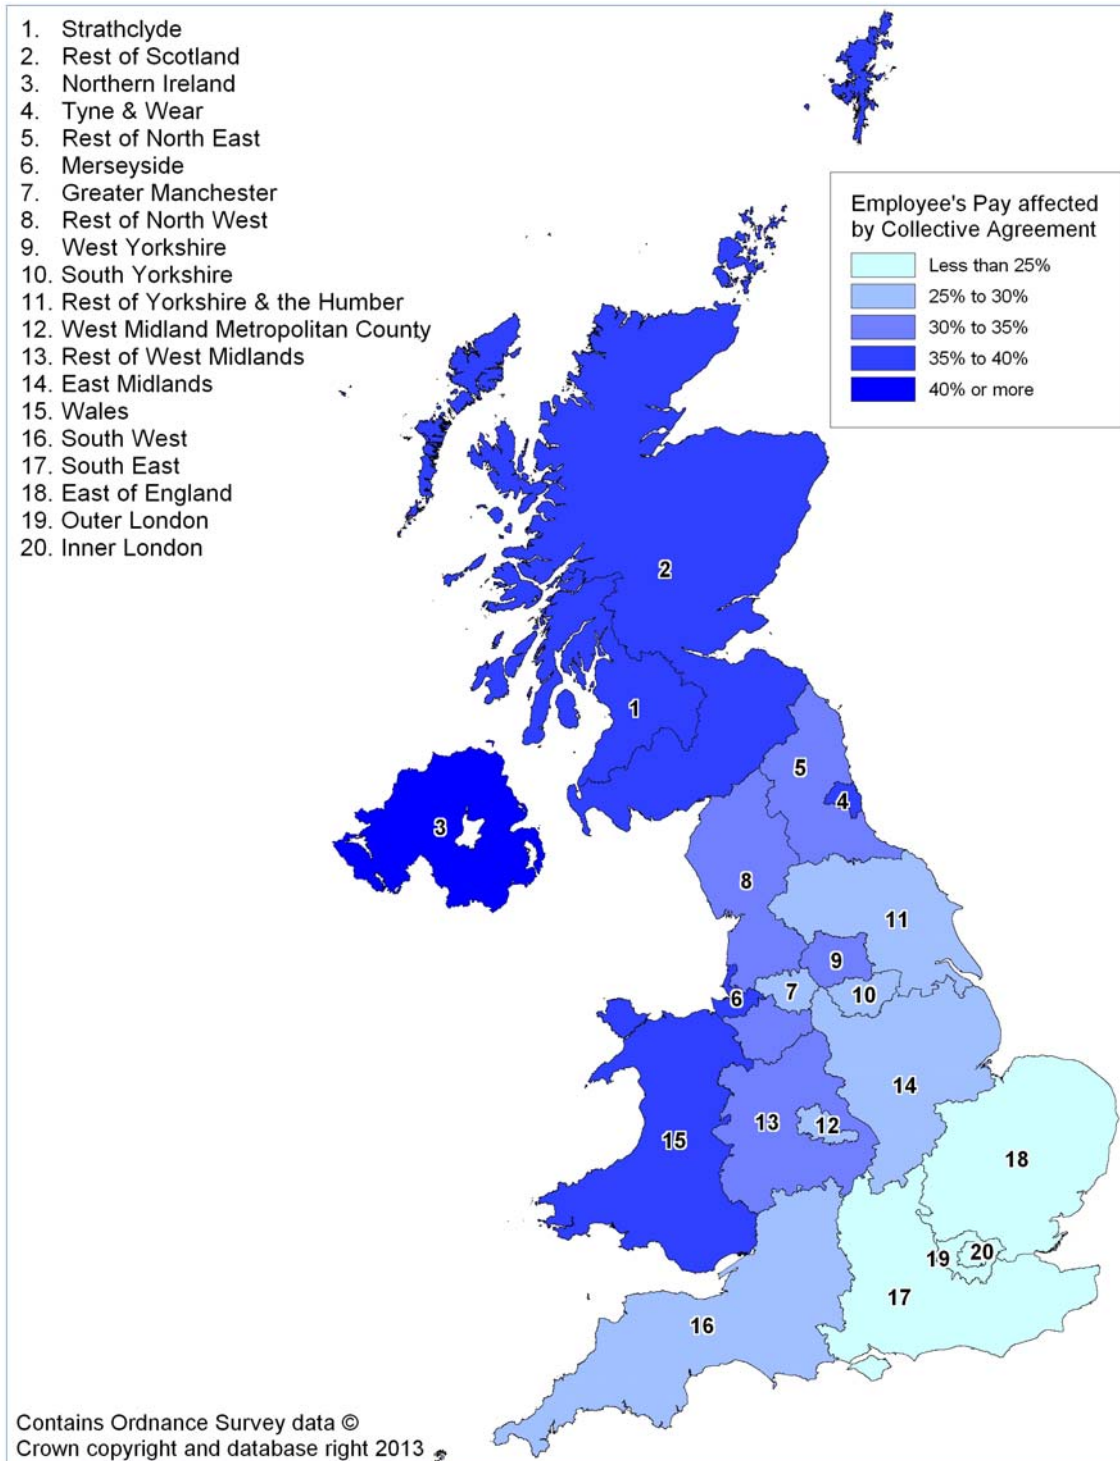 1. Strathclyde
2. Rest of Scotland
3. Northern Ireland
4. Tyne & Wear
5. Rest of North East
6. Merseyside
7. Greater Manchester
8. Rest of North West
9. West Yorkshire
10. South Yorkshire
11. Rest of Yorkshire & the Humber
12. West Midland Metropolitan County
13. Rest of West Midlands
14. East Midlands
15. Wales
16. South West
17. South East
18. East of England
19. Outer London
20. Inner London
Employee's Pay affected
by Collective Agreement
Less than 25%
25% to 30%
30% to 35%
35% to 40%
40% or more
2
1
5
4
3
8
11
9
7
10
6
14
13
12
15
18
20
19
17
16
Contains Ordnance Survey data ©
Crown copyright and database right 2013